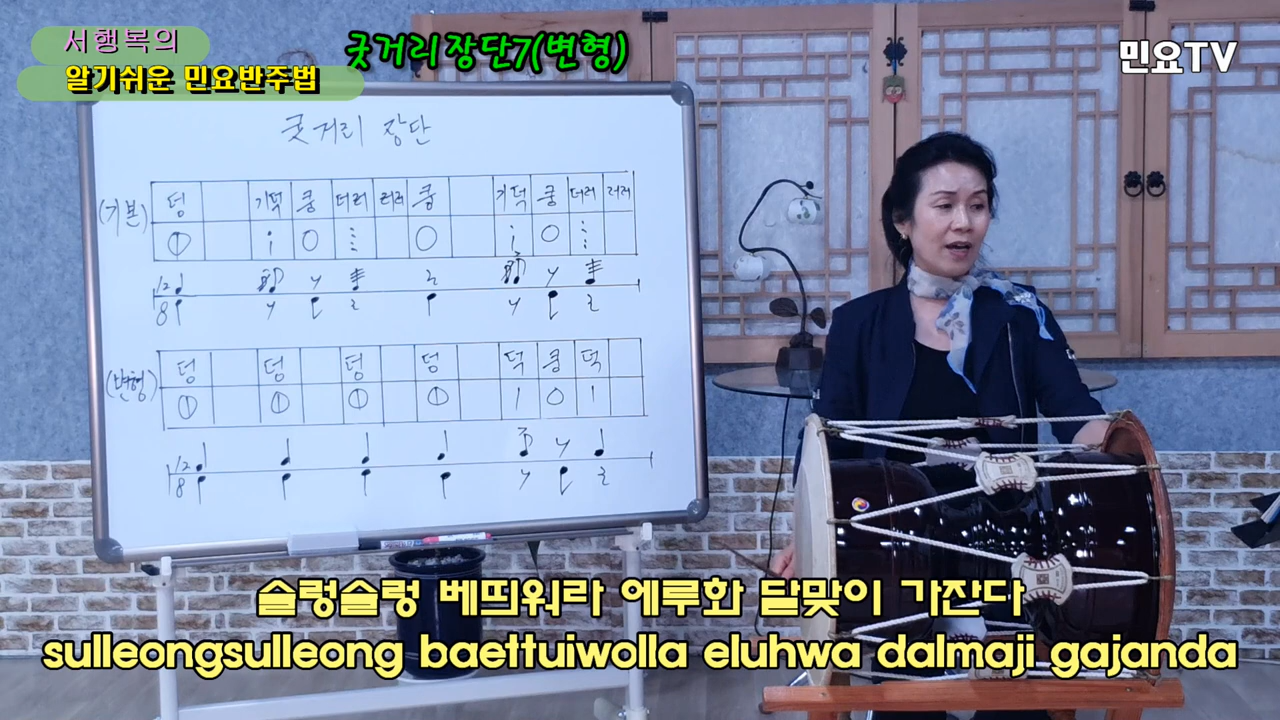 서행복의
알기쉬운 민요반주법
굿거리장단7(변형)
민요TV
굿거리 장단
(기본) 덩 기덕 쿵 더러 러러 쿵 기덕 쿵 더러 러러
12
8
(변형) 덩 덩 덩 덩 덕 쿵 덕
12
8
슬렁슬렁 베띄워라 에루화 달맞이 가잔다
sulleongsulleong baettuiwolla eluhwa dalmaji gajanda